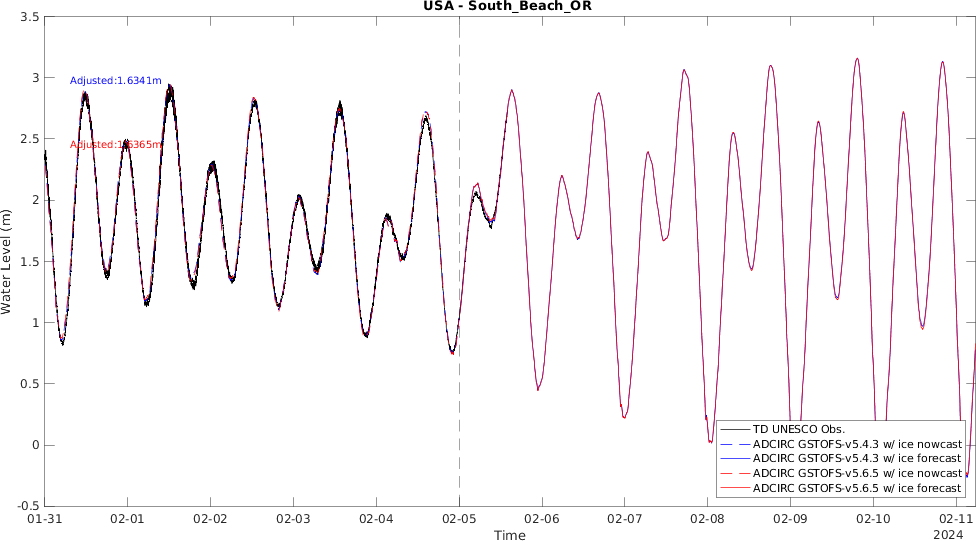 USA - South_Beach_OR
3.5
3
2.5
2
1.5
1
0.5
0
-0.5
Water Level (m)
Adjusted:1.6341m
Adjusted:1.6365m
TD UNESCO Obs.
ADCIRC GSTOFS-v5.4.3 w/ ice nowcast
ADCIRC GSTOFS-v5.4.3 w/ ice forecast
ADCIRC GSTOFS-v5.6.5 w/ ice nowcast
ADCIRC GSTOFS-v5.6.5 w/ ice forecast
01-31 02-01 02-02 02-03 02-04 02-05 02-06 02-07 02-08 02-09 02-10 02-11
Time
2024